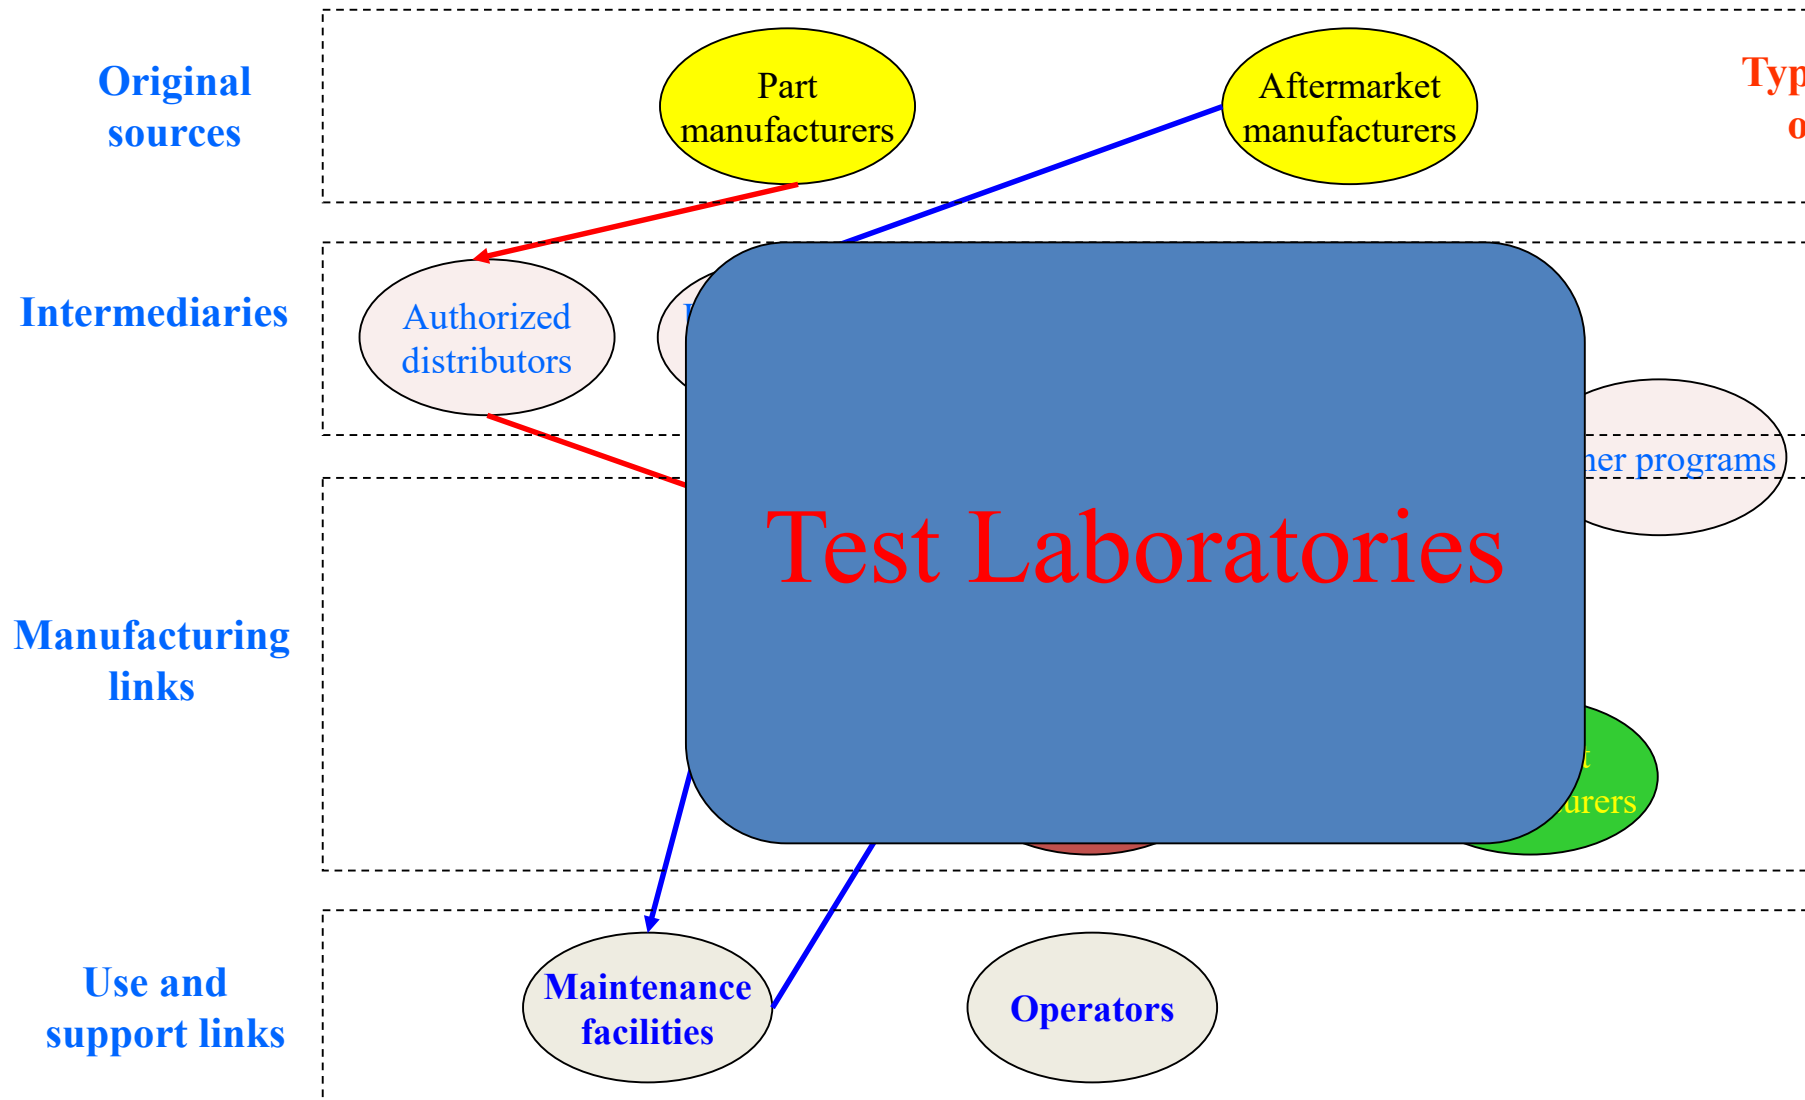 Original
sources
Part
manufacturers
Aftermarket
manufacturers
Intermediaries
Authorized
distributors
programs
Test Laboratories
Manufacturing
links
Use and
support links
Maintenance
facilities
Operators